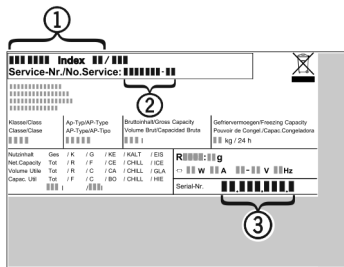 1
Index /
Service-Nr./No.Service: -
2
Klasse/Class
Classe/Clase
Ap-Typ/AP-Type
AP-Type/AP-Tipo
Bruttoinhalt/Gross Capacity
Volume Brut/Capacidad Bruta
l
Gefriervermoegen/Freezing Capacity
Pouvoir de Congel./Capac.Congeladora
kg / 24 h
Nutzinhalt Ges / K / G / KE / KALT / EIS
Net.Capacity Tot / R / F / CE / CHILL / ICE
Volume Utile Tot / R / C / CA / CHILL / GLA
Capac. Util Tot / F / C / BO / CHILL / HIE
l / l
R : g
W A - V Hz
Serial-Nr. . . .
3